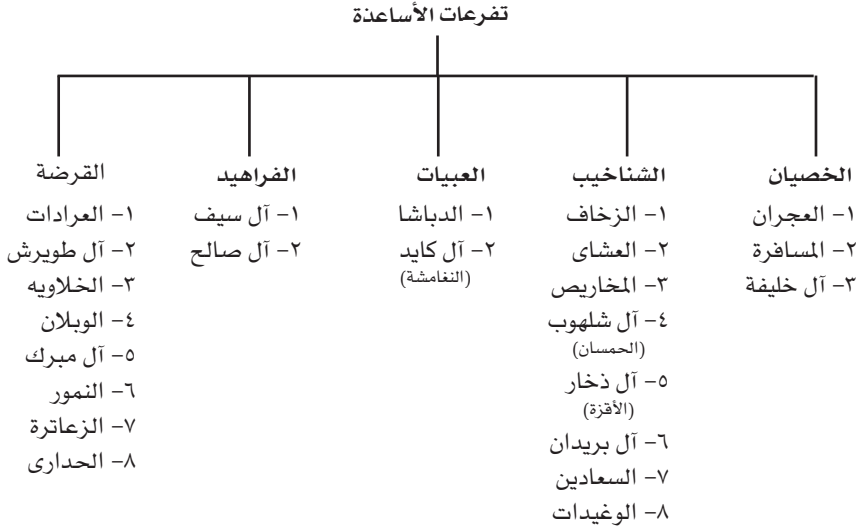 تفرعات الأساعذة
الخصيان
١- العجران
٢- المسافرة
٣- آل خليفة
الشناخيب
١- الزخاف
٢- العشاى
٣- المخاريص
٤- آل شلهوب
(الحمسان)
٥- آل ذخار
(الأقزة)
٦- آل بريدان
٧- السعادين
٨- الوغيدات
العبيات
١- الدباشا
٢- آل كايد
(النغامشة)
الفراهيد
١- آل سيف
٢- آل صالح
القرضة
١- العرادات
٢- آل طويرش
٣- الخلاويه
٤- الوبلان
٥- آل مبرك
٦- النمور
٧- الزعاترة
٨- الحدارى